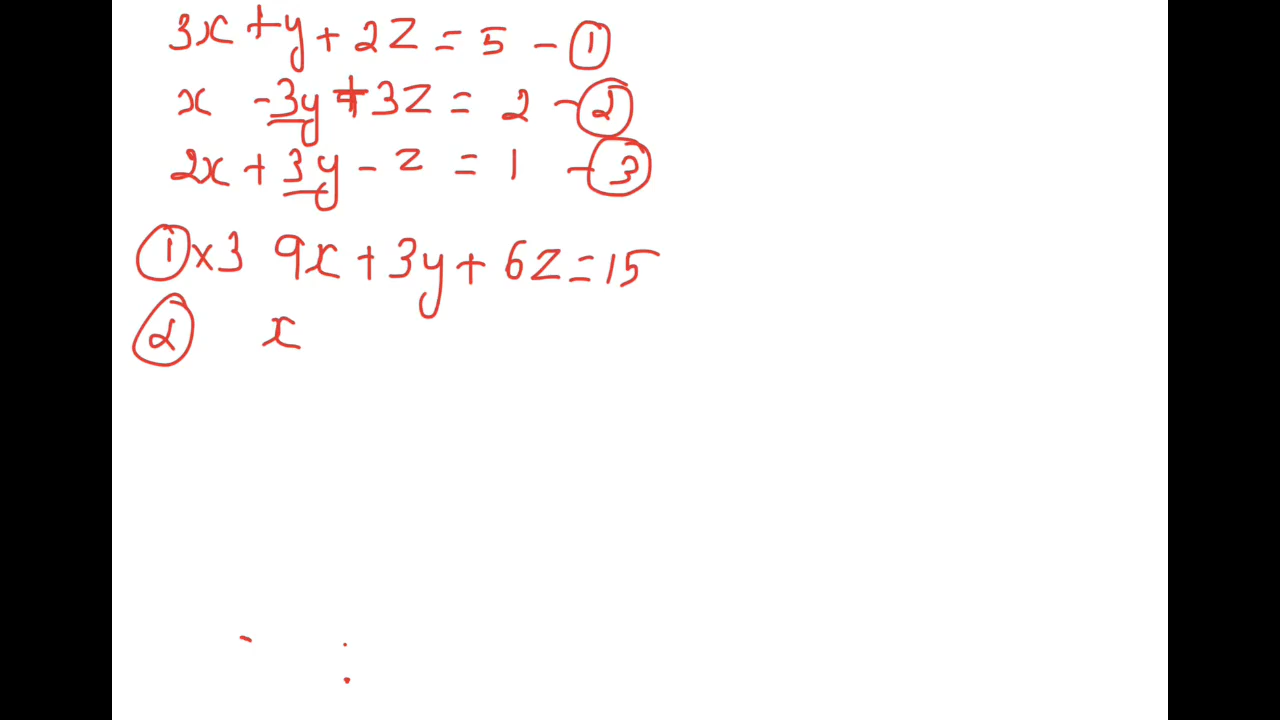 3x + y + 2z = 5 - ①
x - 3y + 3z = 2 - ②
2x + 3y - z = 1 - ③
① × 3 9x + 3y + 6z = 15
② x